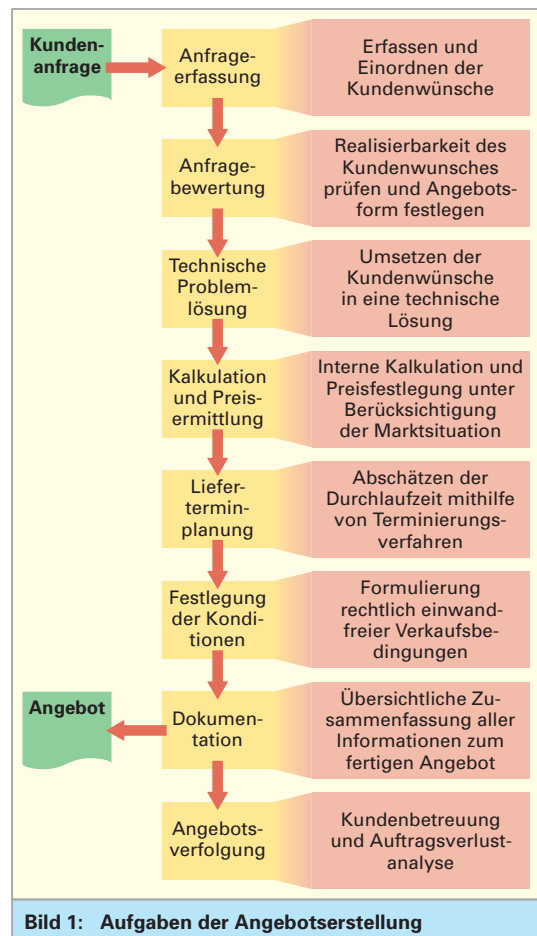 Kunden-
anfrage
Anfrage-
erfassung
Erfassen und
Einordnen der
Kundenwünsche
Anfrage-
bewertung
Realisierbarkeit des
Kundenwunsches
prüfen und Angebots-
form festlegen
Technische
Problem-
lösung
Umsetzen der
Kundenwünsche
in eine technische
Lösung
Kalkulation
und Preis-
ermittlung
Interne Kalkulation und
Preisfestlegung unter
Berücksichtigung
der Marktsituation
Liefer-
termin-
planung
Abschätzen der
Durchlaufzeit mithilfe
von Terminierungs-
verfahren
Festlegung
der Kondi-
tionen
Formulierung
rechtlich einwand-
freier Verkaufsbe-
dingungen
Angebot
Dokumen-
tation
Übersichtliche Zu-
sammenfassung aller
Informationen zum
fertigen Angebot
Angebots-
verfolgung
Kundenbetreuung
und Auftragsverlust-
analyse
Bild 1: Aufgaben der Angebotserstellung